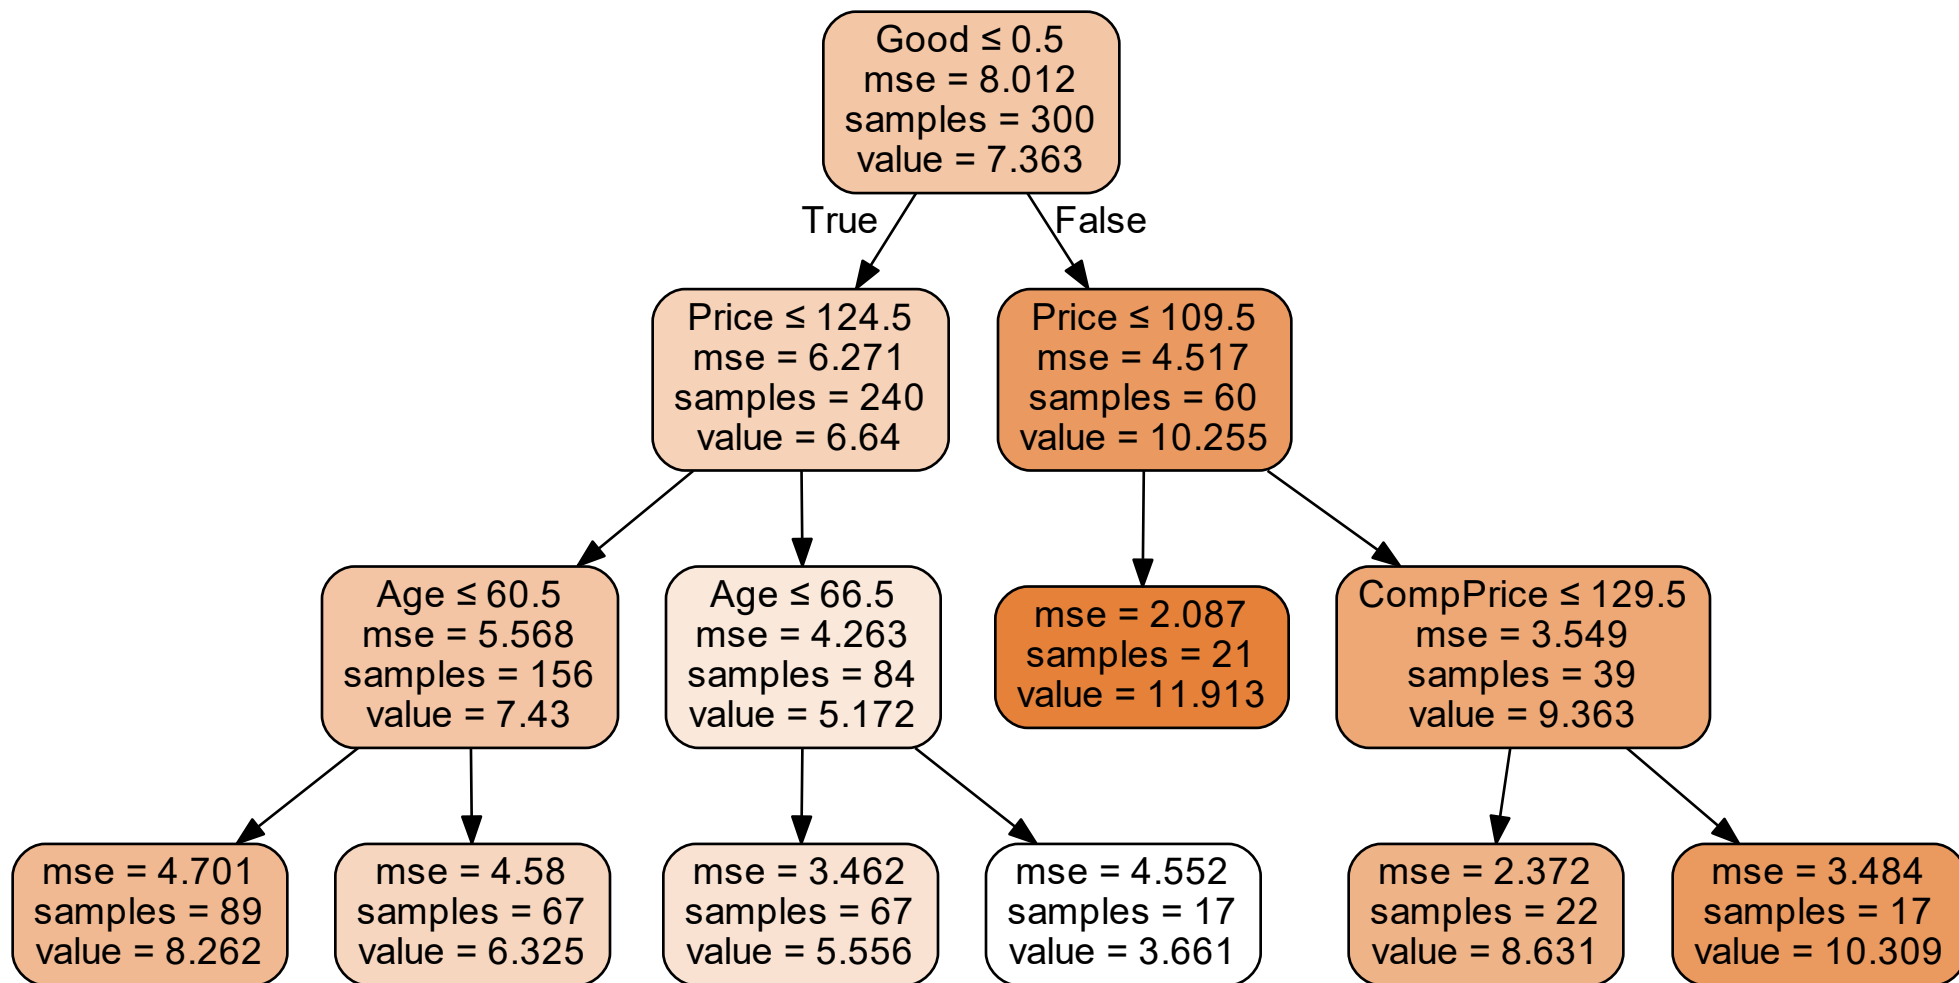 Good ≤ 0.5
mse = 8.012
samples = 300
value = 7.363
True
False
Price ≤ 124.5
mse = 6.271
samples = 240
value = 6.64
Price ≤ 109.5
mse = 4.517
samples = 60
value = 10.255
Age ≤ 60.5
mse = 5.568
samples = 156
value = 7.43
Age ≤ 66.5
mse = 4.263
samples = 84
value = 5.172
mse = 2.087
samples = 21
value = 11.913
CompPrice ≤ 129.5
mse = 3.549
samples = 39
value = 9.363
mse = 4.701
samples = 89
value = 8.262
mse = 4.58
samples = 67
value = 6.325
mse = 3.462
samples = 67
value = 5.556
mse = 4.552
samples = 17
value = 3.661
mse = 2.372
samples = 22
value = 8.631
mse = 3.484
samples = 17
value = 10.309